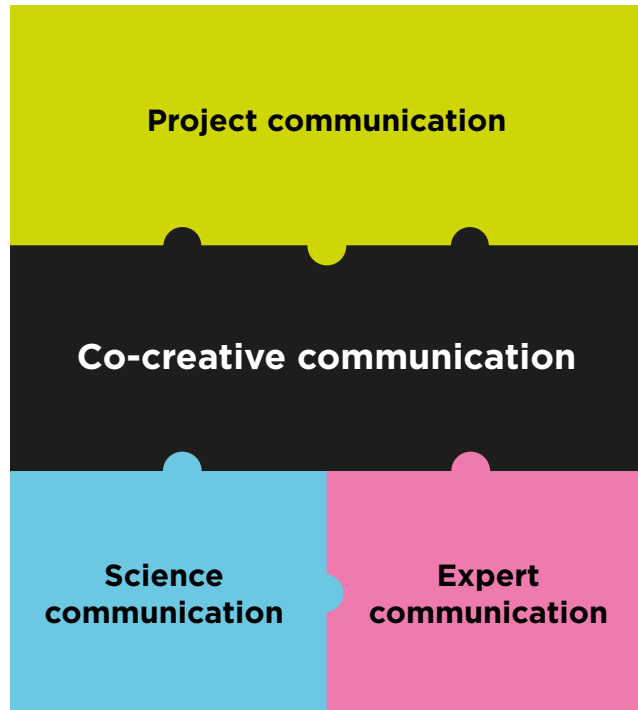 Project communication
Co-creative communication
Science
communication
Expert
communication